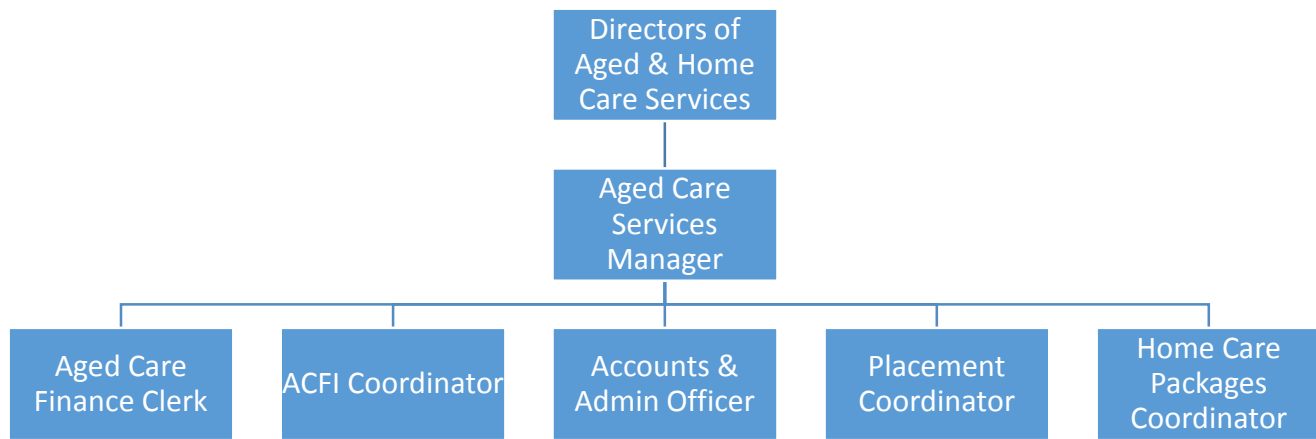 Directors of
Aged & Home
Care Services
Aged Care
Services
Manager
Aged Care
Finance Clerk
ACFI Coordinator
Accounts &
Admin Officer
Placement
Coordinator
Home Care
Packages
Coordinator